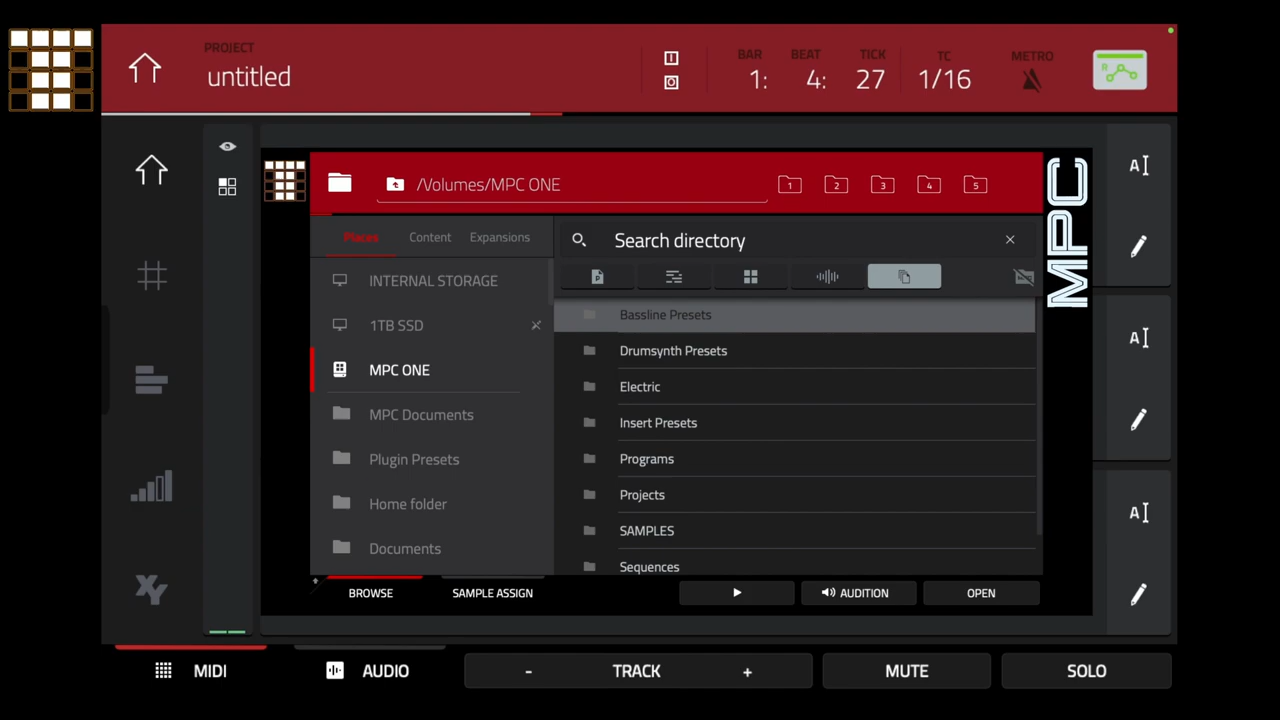 PROJECT
untitled
BAR BEAT TICK TC METRO
1: 4: 27 1/16
/Volumes/MPC ONE
1 2 3 4 5
MPC
Places Content Expansions
Search directory
INTERNAL STORAGE
1TB SSD
MPC ONE
MPC Documents
Plugin Presets
Home folder
Documents
Bassline Presets
Drumsynth Presets
Electric
Insert Presets
Programs
Projects
SAMPLES
Sequences
BROWSE SAMPLE ASSIGN AUDITION OPEN
XY
A
A
A
MIDI AUDIO - TRACK + MUTE SOLO